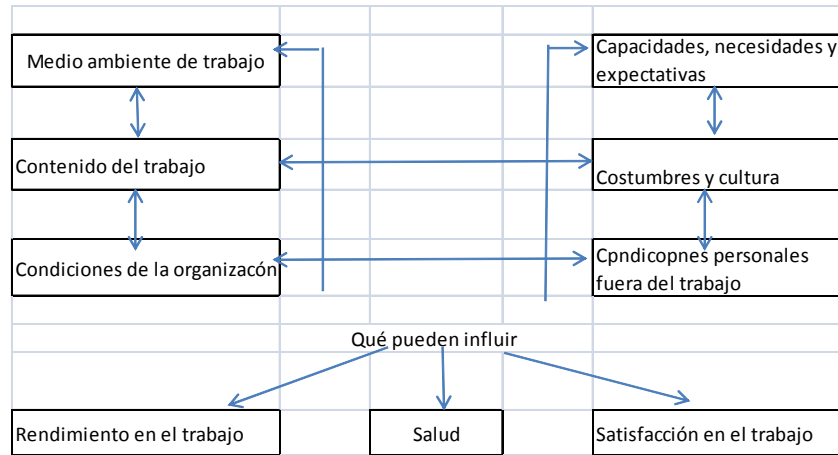 Medio ambiente de trabajo
Capacidades, necesidades y
expectativas
Contenido del trabajo
Costumbres y cultura
Condiciones de la organizacón
Cpndicopnes personales
fuera del trabajo
Qué pueden influir
Rendimiento en el trabajo
Salud
Satisfacción en el trabajo